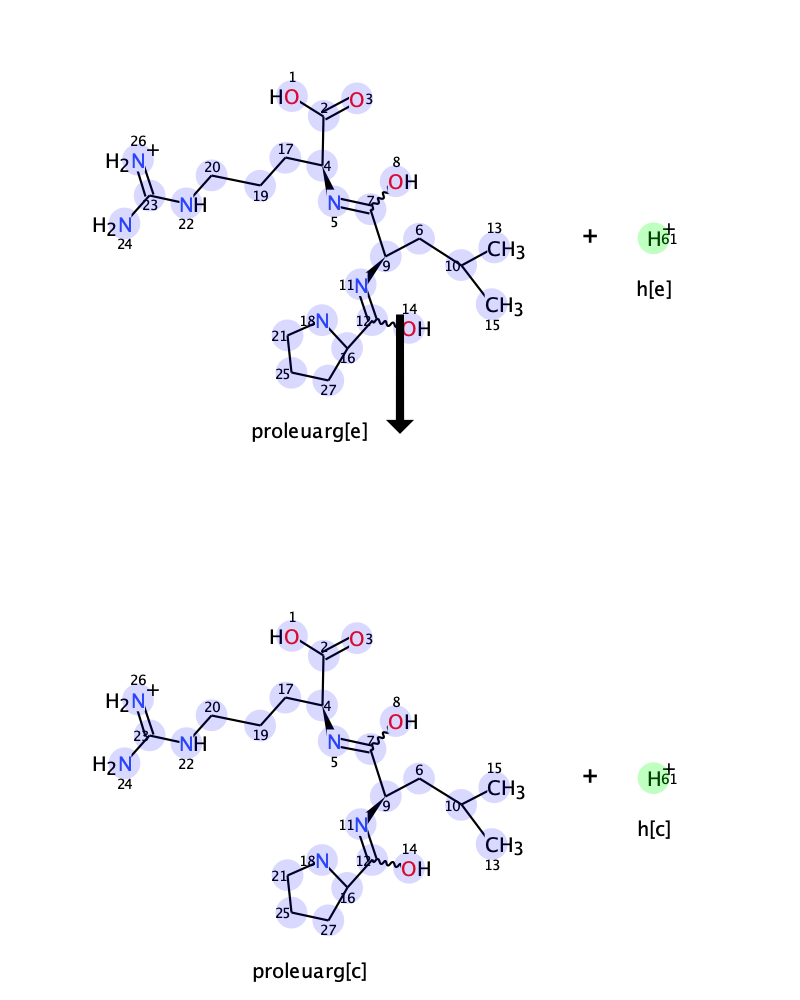 1
HO 2 O3
26 8
H2N+ 20 17 4 OH
23 NH 19 N 7
H2N 22 5 6 13
24 9 10 CH3 + H+61
11N h[e]
18N 12 14 CH3
21 OH 15
16
25 27
proleuarg[e]
1
HO 2 O3
26 8
H2N+ 20 17 4 OH
23 NH 19 N 7
H2N 22 5 6 15
24 9 10 CH3 + H+61
11N CH3 h[c]
18N 12 14 13
21 OH
16
25 27
proleuarg[c]